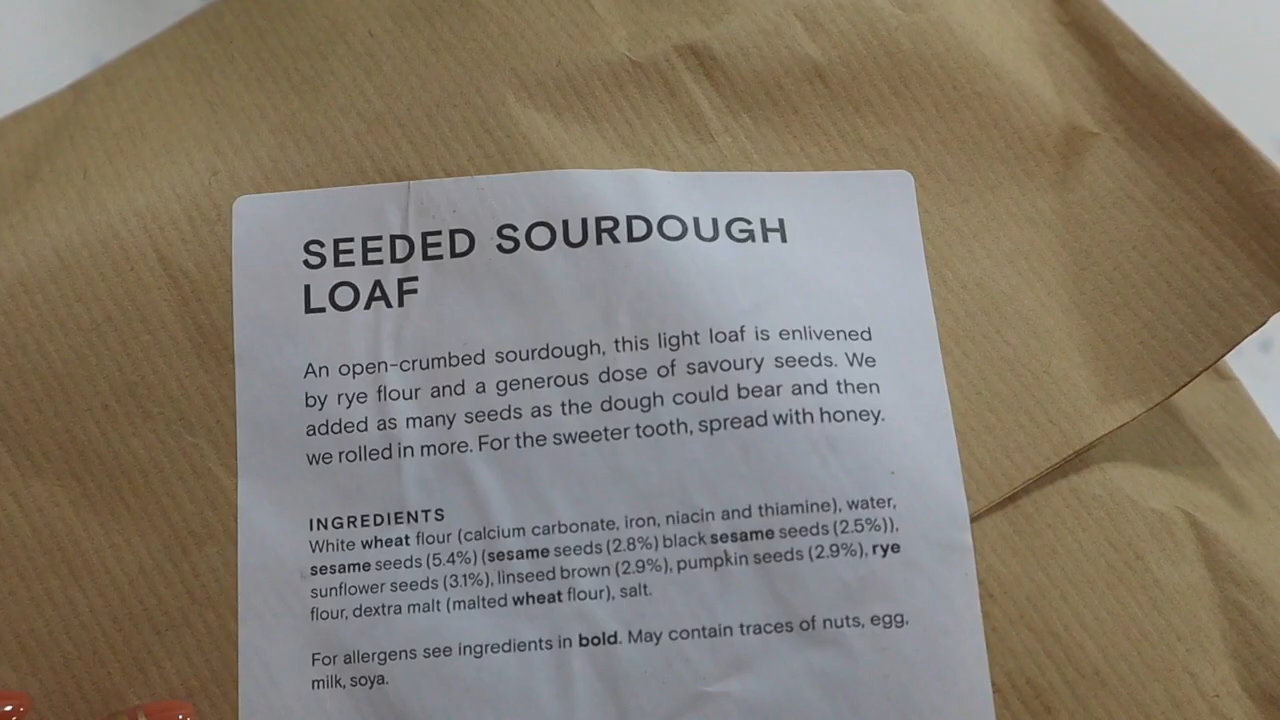 SEEDED SOURDOUGH
LOAF
An open-crumbed sourdough, this light loaf is enlivened
by rye flour and a generous dose of savoury seeds. We
added as many seeds as the dough could bear and then
we rolled in more. For the sweeter tooth, spread with honey.
INGREDIENTS
White wheat flour (calcium carbonate, iron, niacin and thiamine), water,
sesame seeds (5.4%) (sesame seeds (2.8%) black sesame seeds (2.5%)),
sunflower seeds (3.1%), linseed brown (2.9%), pumpkin seeds (2.9%), rye
flour, dextra malt (malted wheat flour), salt.
For allergens see ingredients in bold. May contain traces of nuts, egg,
milk, soya.